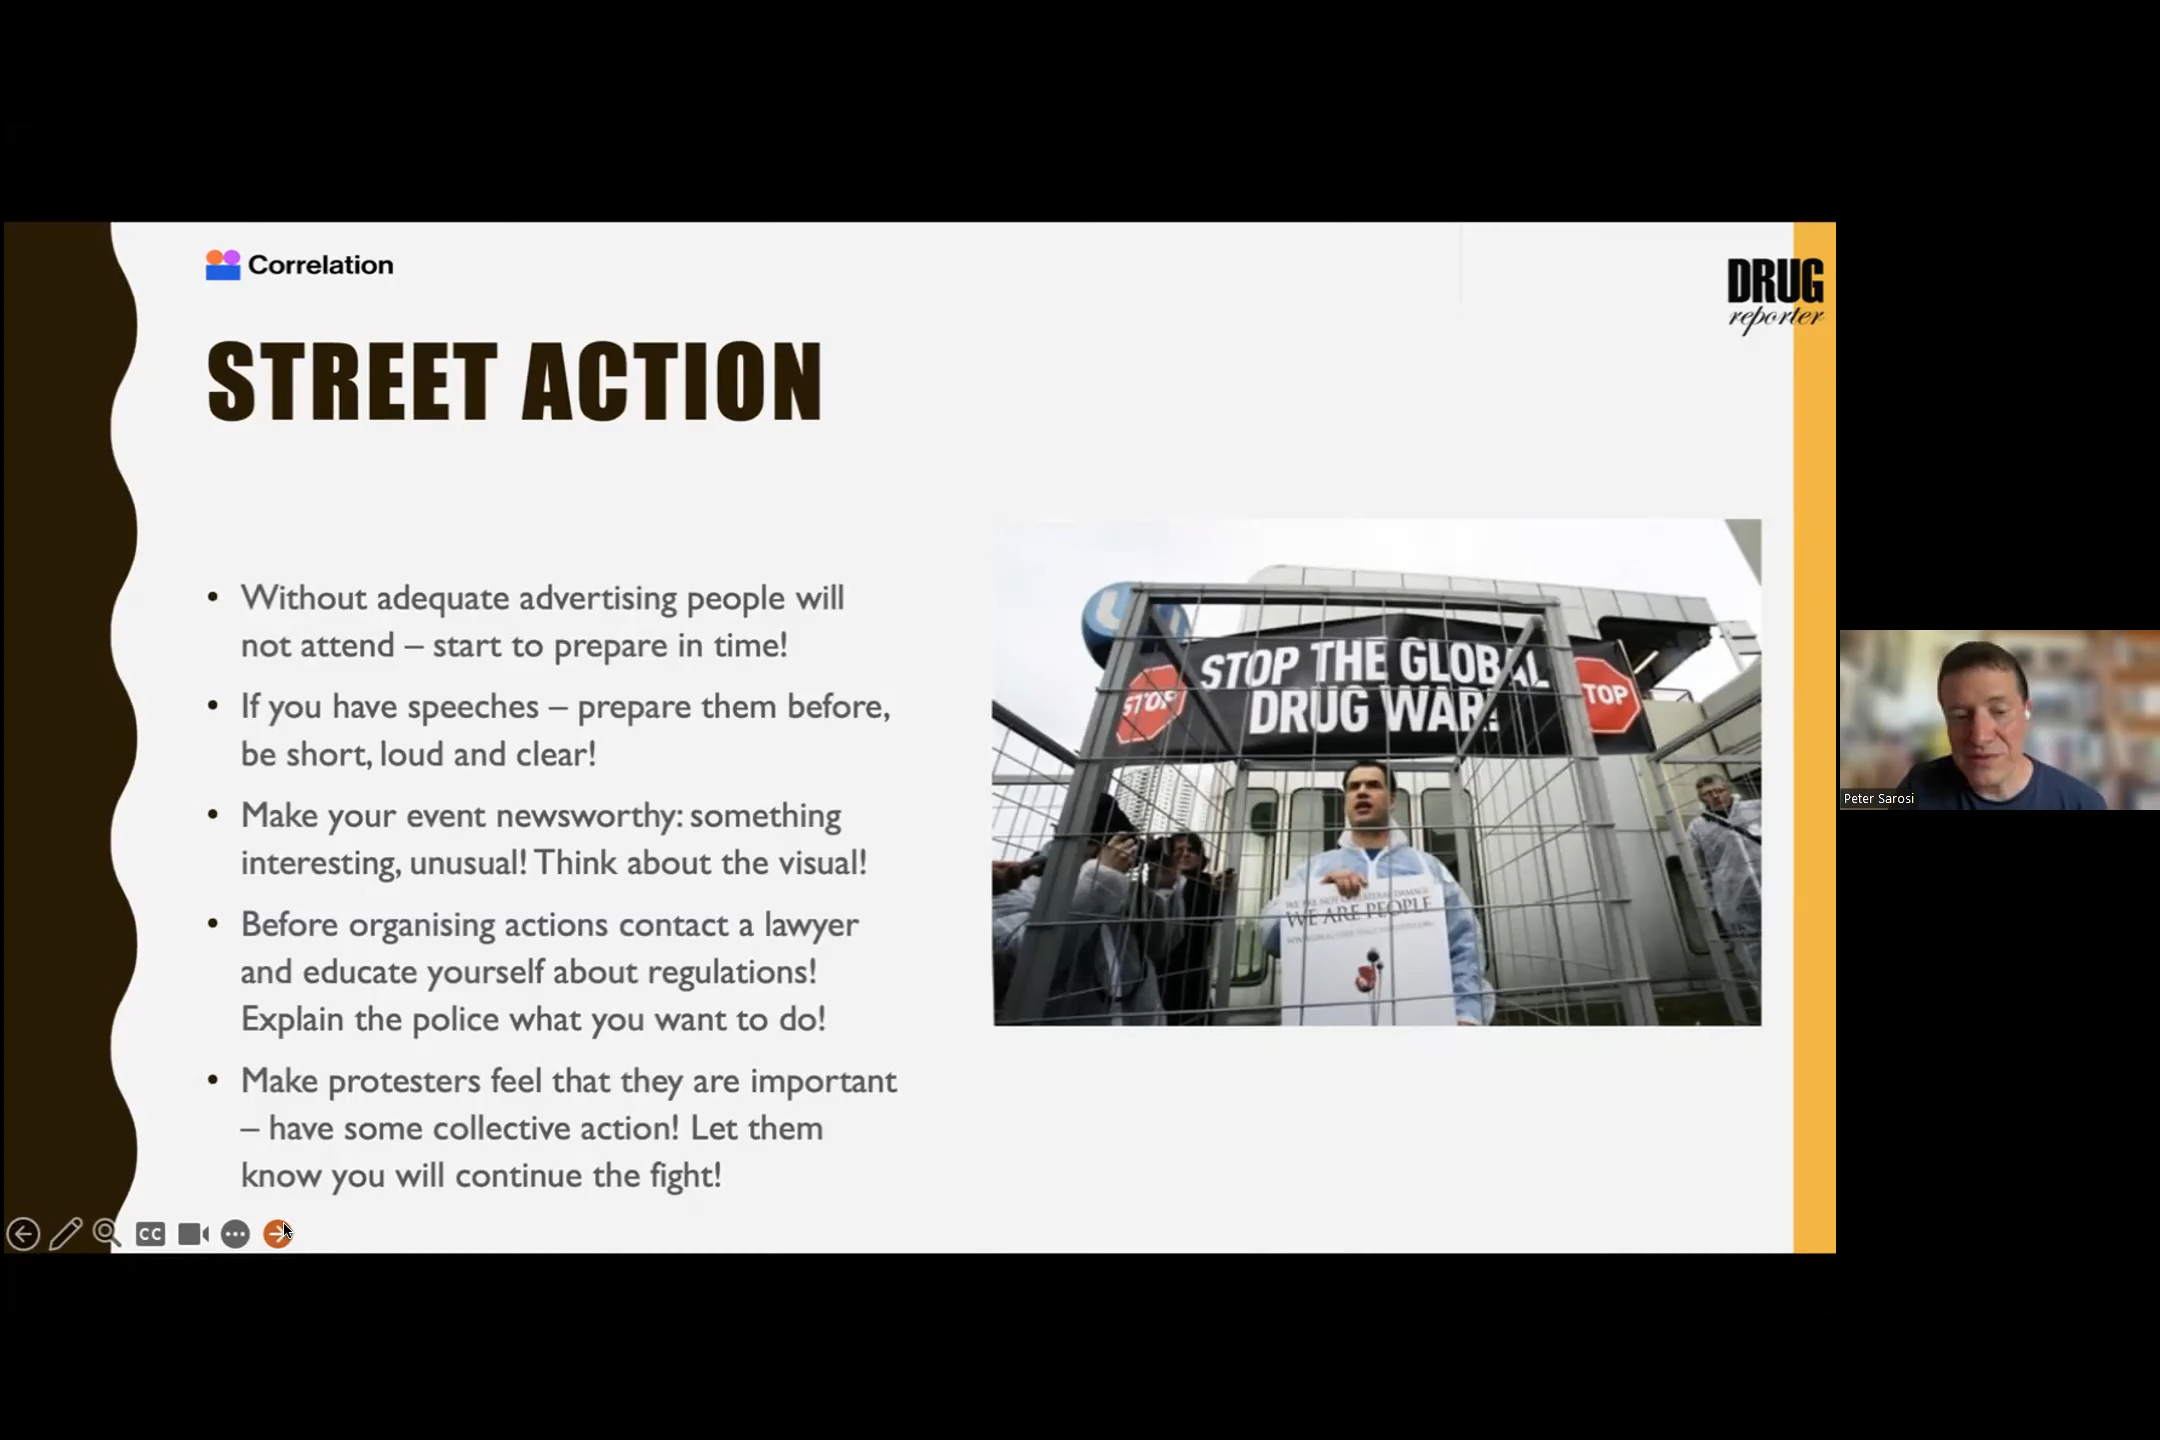 Correlation
DRUG
reporter
STREET ACTION
• Without adequate advertising people will
not attend – start to prepare in time!
• If you have speeches – prepare them before,
be short, loud and clear!
• Make your event newsworthy: something
interesting, unusual! Think about the visual!
• Before organising actions contact a lawyer
and educate yourself about regulations!
Explain the police what you want to do!
• Make protesters feel that they are important
– have some collective action! Let them
know you will continue the fight!
STOP
STOP THE GLOBAL
DRUG WAR!
TOP
WE ARE PEOPLE
CC
Peter Sarosi